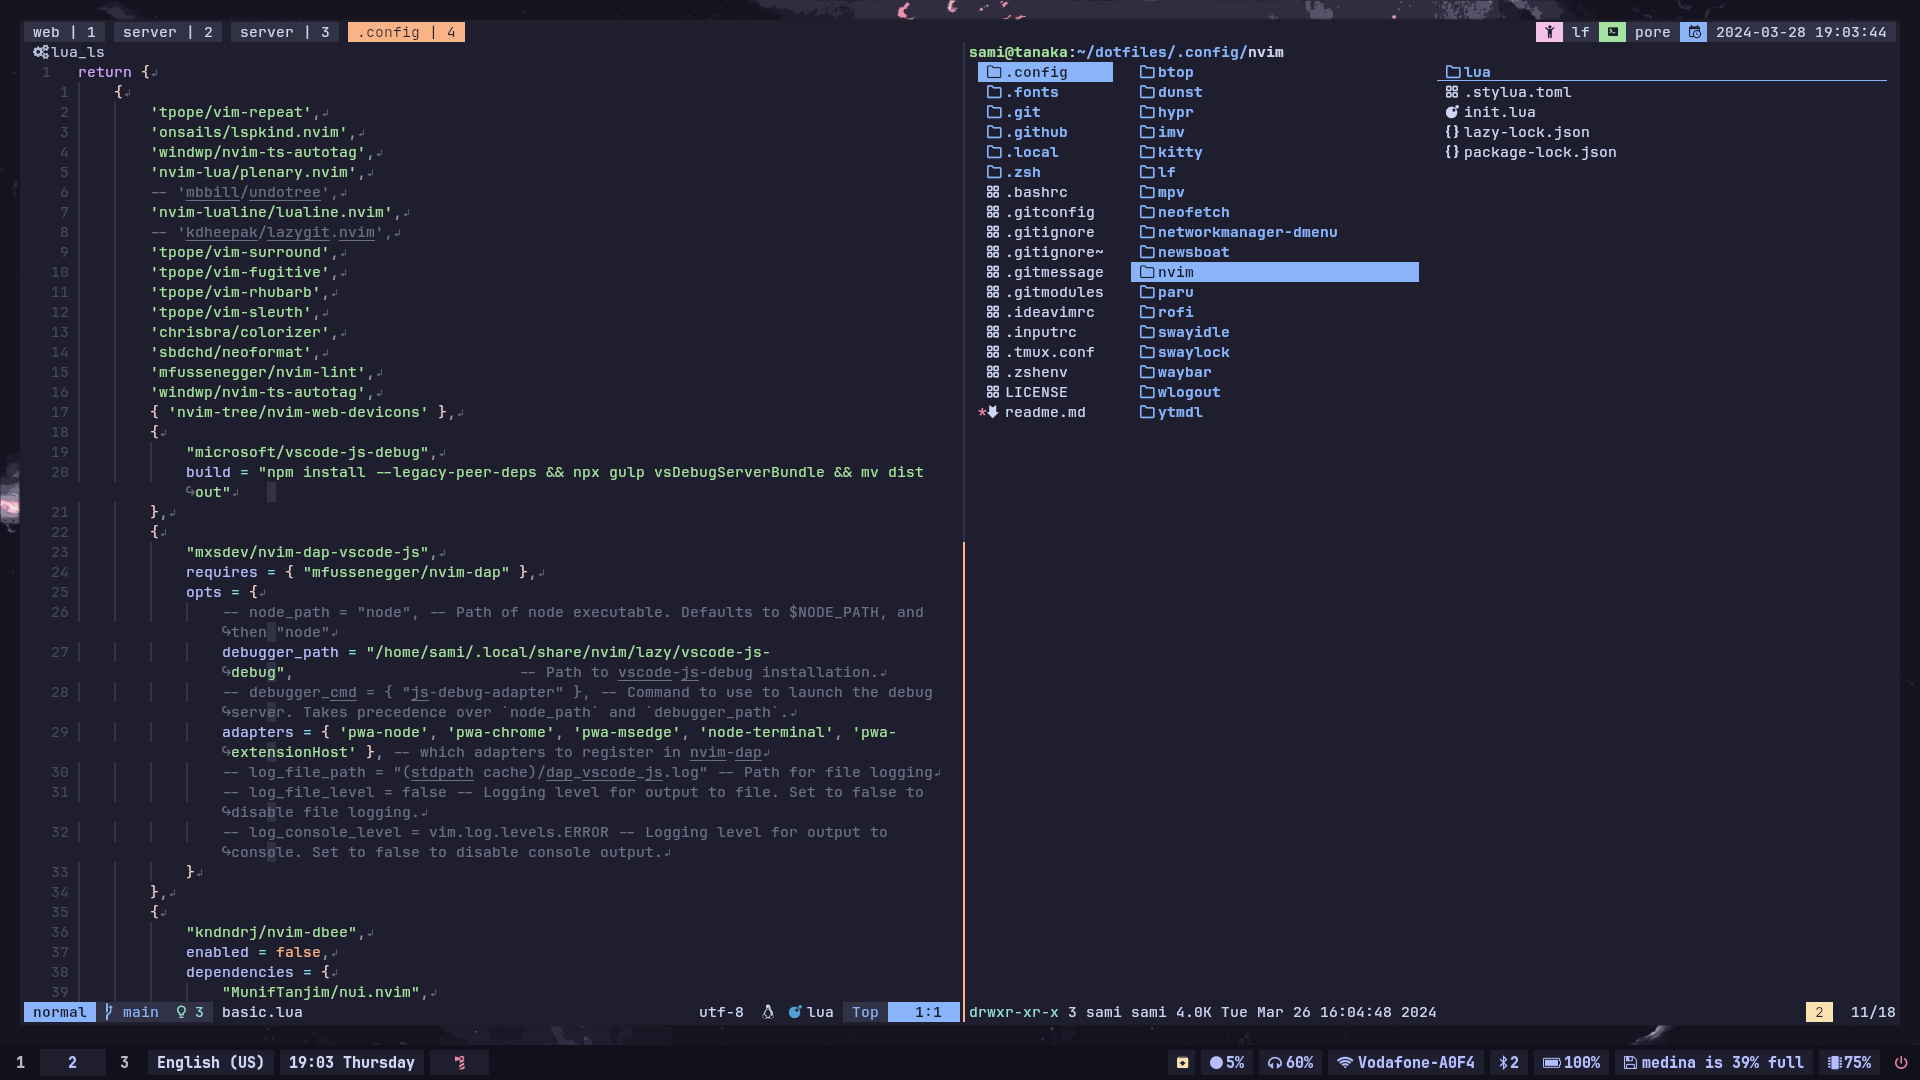 web | 1 server | 2 server | 3 .config | 4
lf pore 2024-03-28 19:03:44
lua_ls
1 return {
1 {
2 'tpope/vim-repeat',
3 'onsails/lspkind.nvim',
4 'windwp/nvim-ts-autotag',
5 'nvim-lua/plenary.nvim',
6 -- 'mbbill/undotree',
7 'nvim-lualine/lualine.nvim',
8 -- 'kdheepak/lazygit.nvim',
9 'tpope/vim-surround',
10 'tpope/vim-fugitive',
11 'tpope/vim-rhubarb',
12 'tpope/vim-sleuth',
13 'chrisbra/colorizer',
14 'sbdchd/neoformat',
15 'mfussenegger/nvim-lint',
16 'windwp/nvim-ts-autotag',
17 { 'nvim-tree/nvim-web-devicons' },
18 {
19 "microsoft/vscode-js-debug",
20 build = "npm install --legacy-peer-deps && npx gulp vsDebugServerBundle && mv dist
out"
21 },
22 {
23 "mxsdev/nvim-dap-vscode-js",
24 requires = { "mfussenegger/nvim-dap" },
25 opts = {
26 -- node_path = "node", -- Path of node executable. Defaults to $NODE_PATH, and
then "node"
27 debugger_path = "/home/sami/.local/share/nvim/lazy/vscode-js-
debug", -- Path to vscode-js-debug installation.
28 -- debugger_cmd = { "js-debug-adapter" }, -- Command to use to launch the debug
server. Takes precedence over `node_path` and `debugger_path`.
29 adapters = { 'pwa-node', 'pwa-chrome', 'pwa-msedge', 'node-terminal', 'pwa-
extensionHost' }, -- which adapters to register in nvim-dap
30 -- log_file_path = "(stdpath cache)/dap_vscode_js.log" -- Path for file logging
31 -- log_file_level = false -- Logging level for output to file. Set to false to
disable file logging.
32 -- log_console_level = vim.log.levels.ERROR -- Logging level for output to
console. Set to false to disable console output.
33 }
34 },
35 {
36 "kndndrj/nvim-dbee",
37 enabled = false,
38 dependencies = {
39 "MunifTanjim/nui.nvim",
normal main 3 basic.lua utf-8 lua Top 1:1
sami@tanaka:~/dotfiles/.config/nvim
.config
.fonts
.git
.github
.local
.zsh
.bashrc
.gitconfig
.gitignore
.gitignore~
.gitmessage
.gitmodules
.ideavimrc
.inputrc
.tmux.conf
.zshenv
LICENSE
* readme.md
btop
dunst
hypr
imv
kitty
lf
mpv
neofetch
networkmanager-dmenu
newsboat
nvim
paru
rofi
swayidle
swaylock
waybar
wlogout
ytmdl
lua
.stylua.toml
init.lua
{} lazy-lock.json
{} package-lock.json
drwxr-xr-x 3 sami sami 4.0K Tue Mar 26 16:04:48 2024 2 11/18
1 2 3 English (US) 19:03 Thursday
5% 60% Vodafone-A0F4 2 100% medina is 39% full 75%